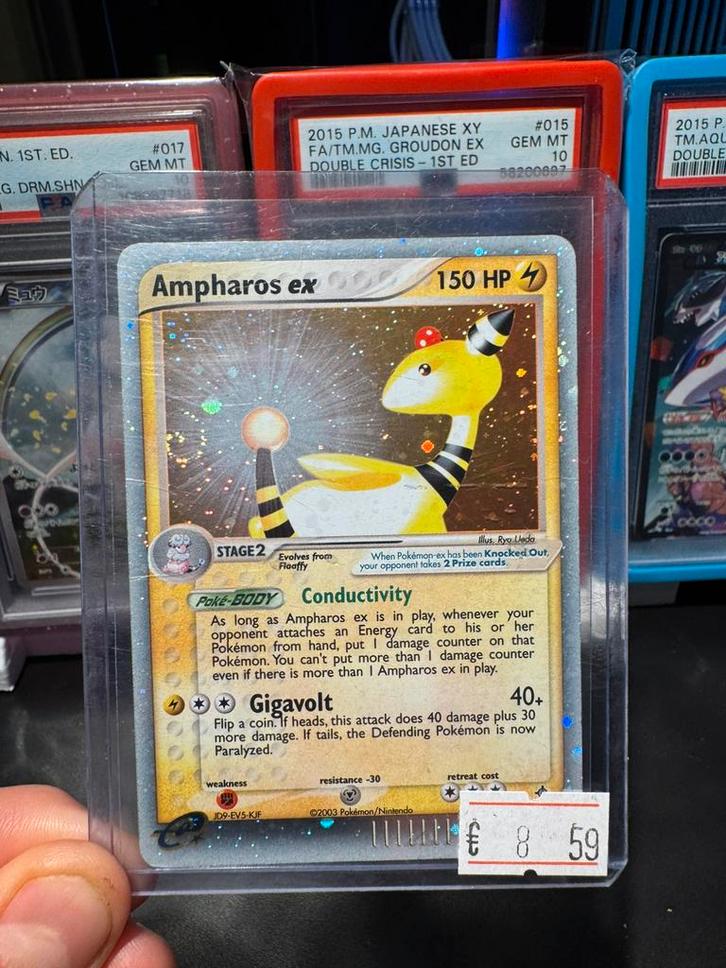 N. 1ST. ED.
#017
GEM MT
G. DRM.SHN
2015 P.M. JAPANESE XY
#015
FA/TM.MG. GROUDON EX
GEM MT
DOUBLE CRISIS - 1ST ED
10
58200897
2015 P
TM.AQU
DOUBLE
ミュウ
Ampharos ex
150 HP
Illus. Ryo Ueda
STAGE 2
Evolves from
Flaaffy
When Pokémon-ex has been Knocked Out,
your opponent takes 2 Prize cards.
Poké-BODY Conductivity
As long as Ampharos ex is in play, whenever your
opponent attaches an Energy card to his or her
Pokémon from hand, put 1 damage counter on that
Pokémon. You can't put more than 1 damage counter
even if there is more than 1 Ampharos ex in play.
Gigavolt 40+
Flip a coin. If heads, this attack does 40 damage plus 30
more damage. If tails, the Defending Pokémon is now
Paralyzed.
weakness
resistance -30
retreat cost
JD9-EV5-KJF
©2003 Pokémon/Nintendo
€ 8 59